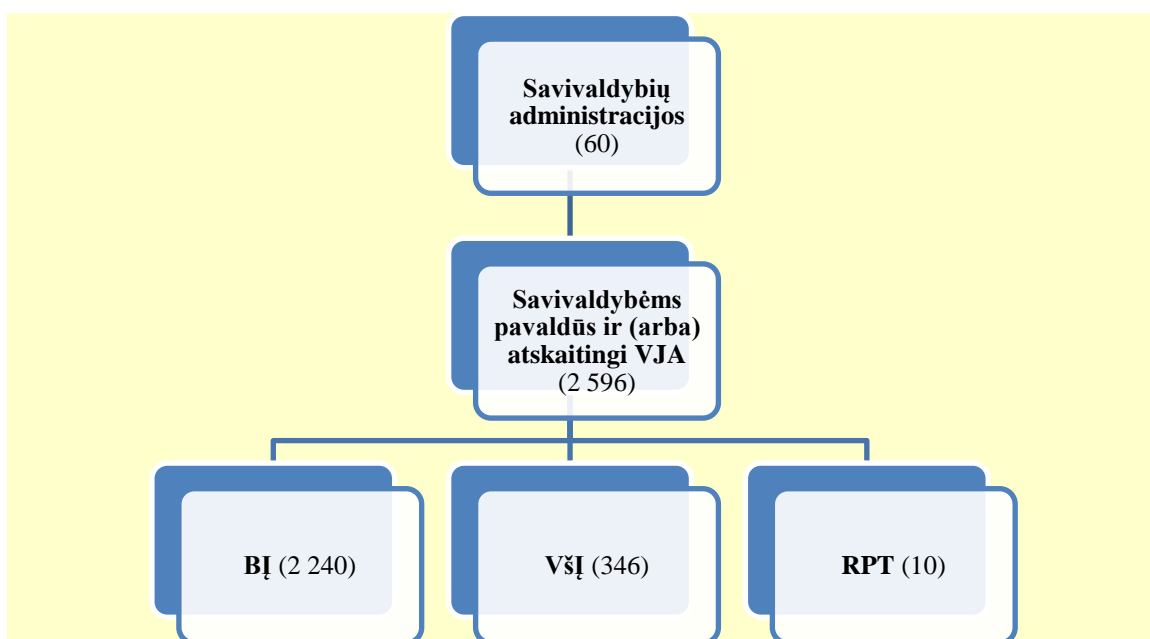 Savivaldybių
administracijos
(60)
Savivaldybėms
pavaldūs ir (arba)
atskaitingi VJA
(2 596)
BĮ (2 240)
VšĮ (346)
RPT (10)